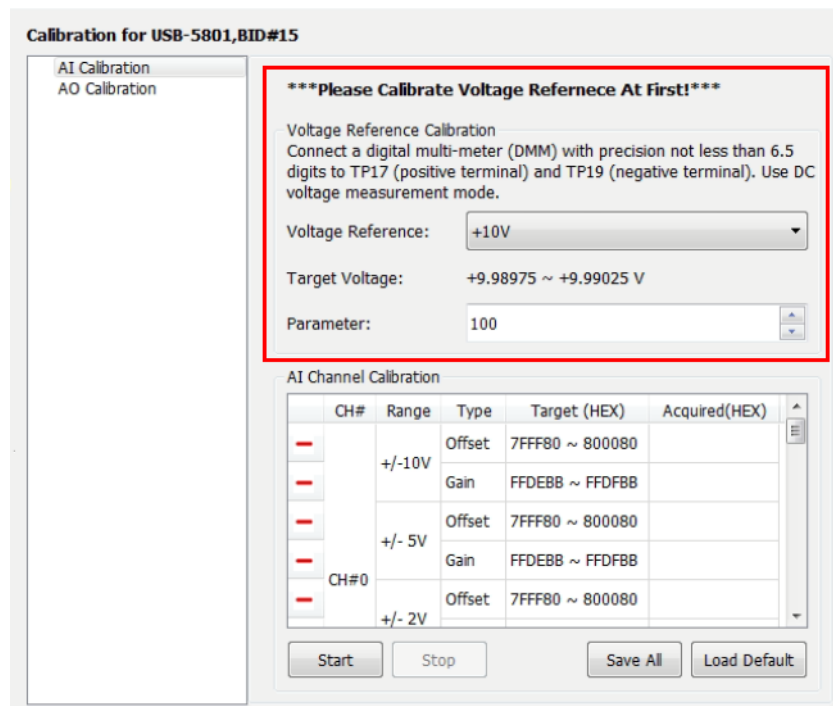 Calibration for USB-5801,BID#15
AI Calibration
AO Calibration
***Please Calibrate Voltage Refernece At First!***
Voltage Reference Calibration
Connect a digital multi-meter (DMM) with precision not less than 6.5
digits to TP17 (positive terminal) and TP19 (negative terminal). Use DC
voltage measurement mode.
Voltage Reference: +10V
Target Voltage: +9.98975 ~ +9.99025 V
Parameter: 100
AI Channel Calibration
CH# Range Type Target (HEX) Acquired(HEX)
+/-10V Offset 7FFF80 ~ 800080
Gain FFDEBB ~ FFDFBB
+/- 5V Offset 7FFF80 ~ 800080
Gain FFDEBB ~ FFDFBB
CH#0
+/- 2V Offset 7FFF80 ~ 800080
Start Stop Save All Load Default